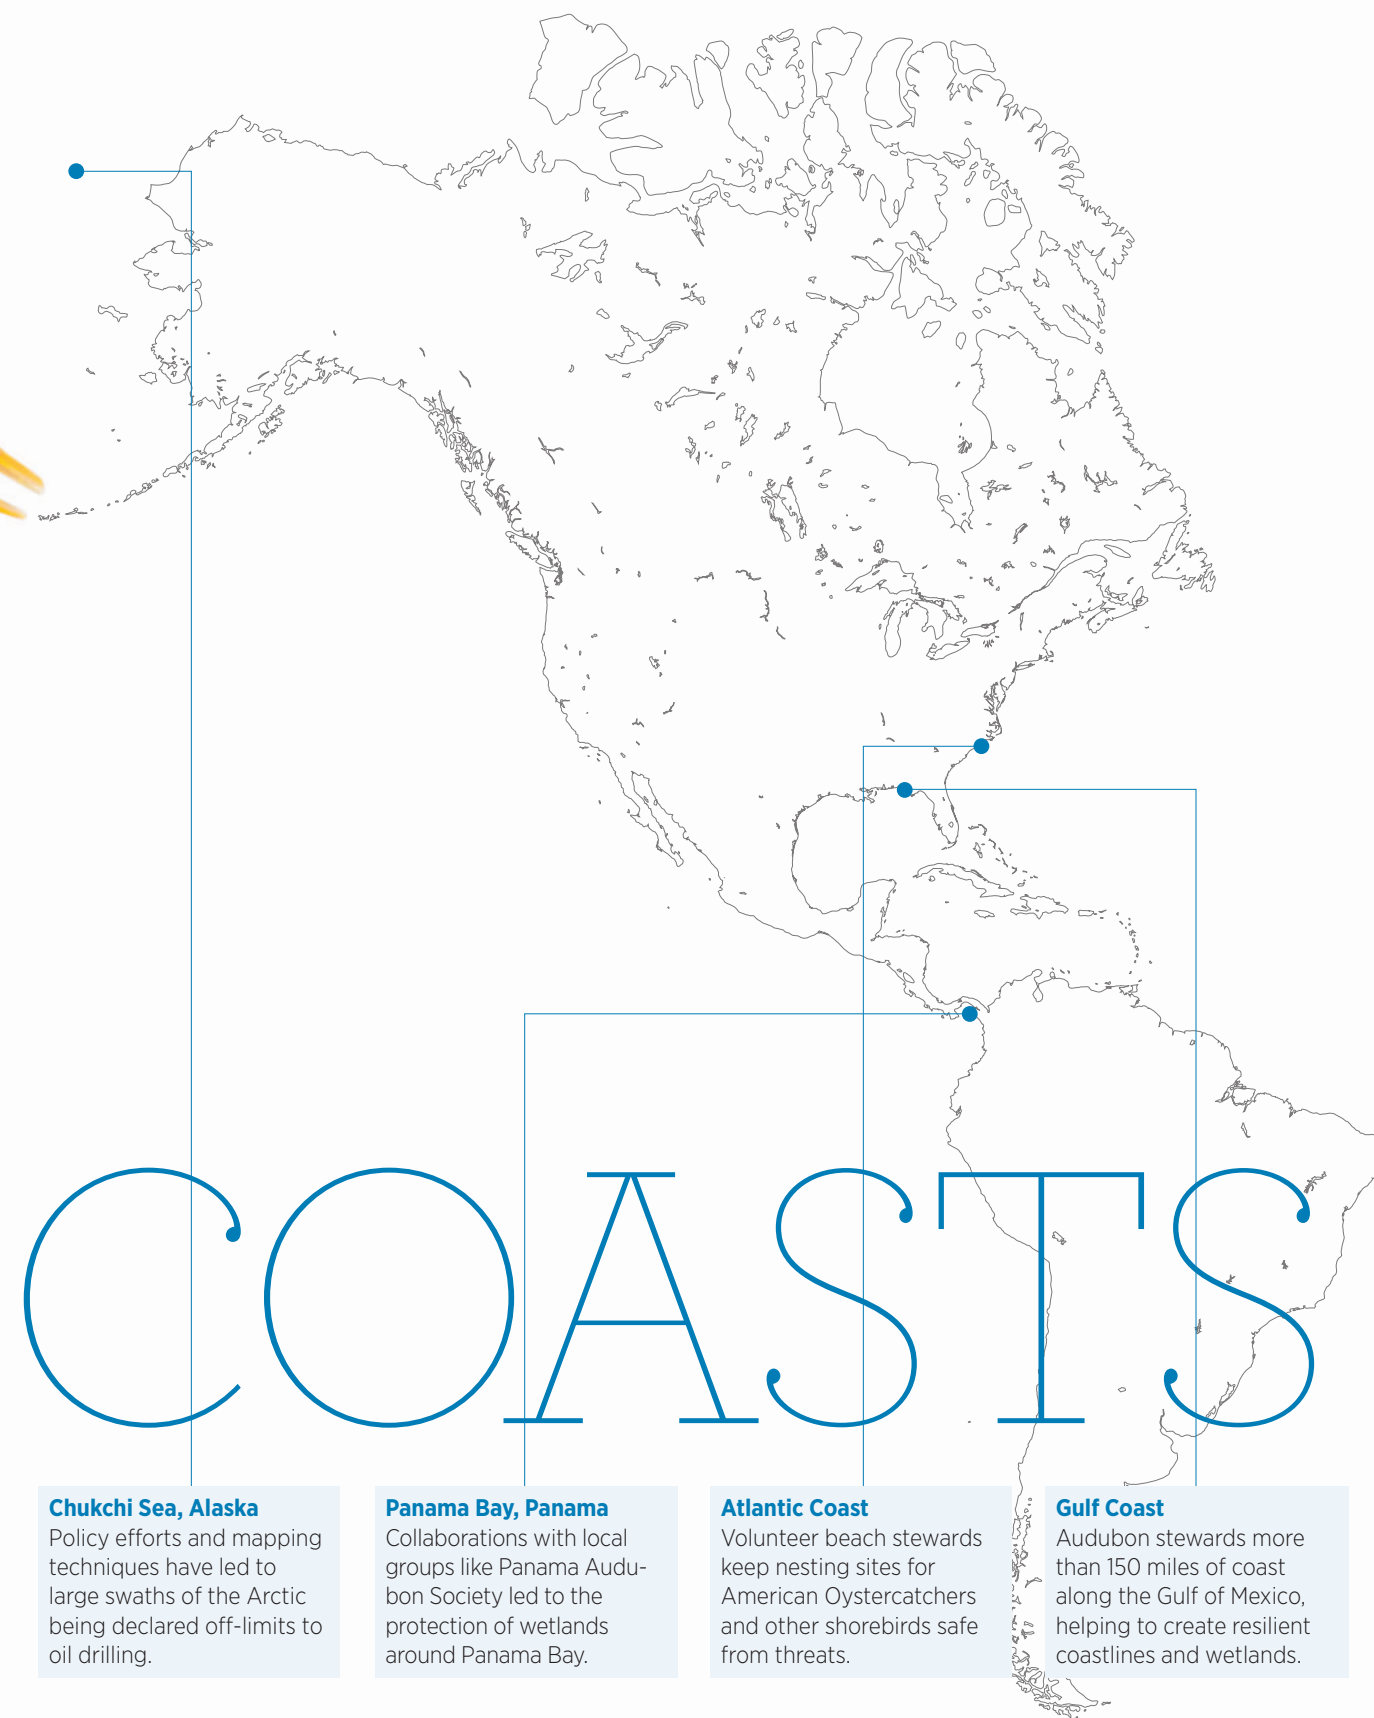 COASTS
Chukchi Sea, Alaska
Policy efforts and mapping
techniques have led to
large swaths of the Arctic
being declared off-limits to
oil drilling.
Panama Bay, Panama
Collaborations with local
groups like Panama Audu-
bon Society led to the
protection of wetlands
around Panama Bay.
Atlantic Coast
Volunteer beach stewards
keep nesting sites for
American Oystercatchers
and other shorebirds safe
from threats.
Gulf Coast
Audubon stewards more
than 150 miles of coast
along the Gulf of Mexico,
helping to create resilient
coastlines and wetlands.